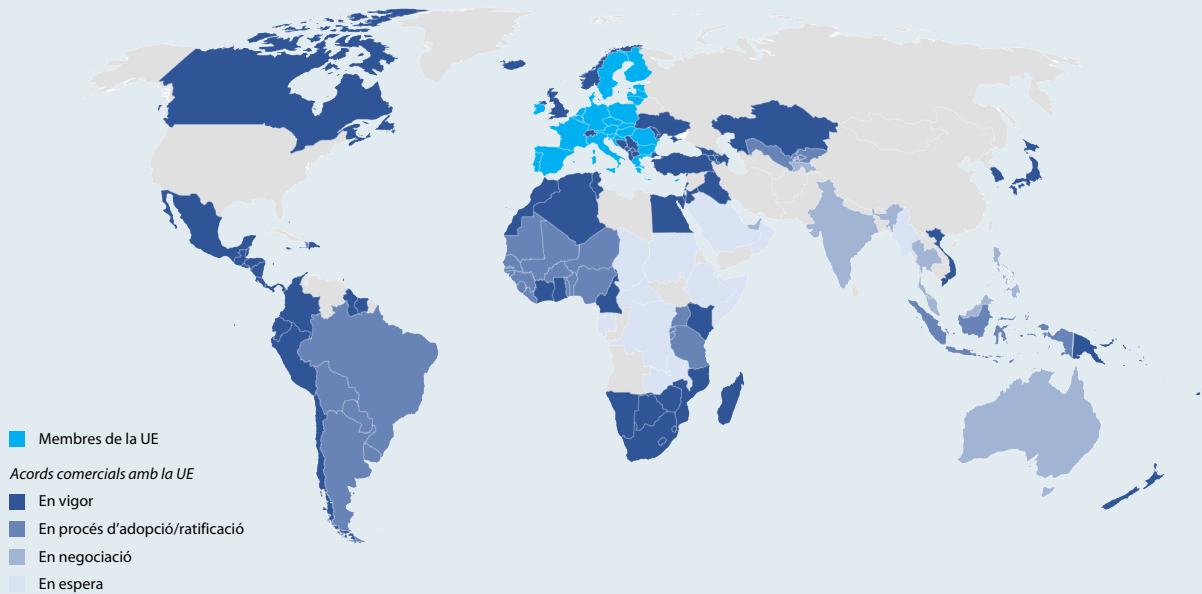 Membres de la UE
Acords comercials amb la UE
En vigor
En procés d'adopció/ratificació
En negociació
En espera